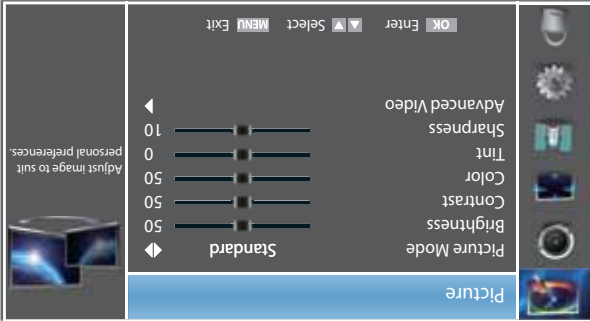 Picture
Picture Mode Standard
Brightness 50
Contrast 50
Color 50
Tint 0
Sharpness 10
Advanced Video
Adjust image to suit
personal preferences.
OK Enter ▲▼ Select MENU Exit